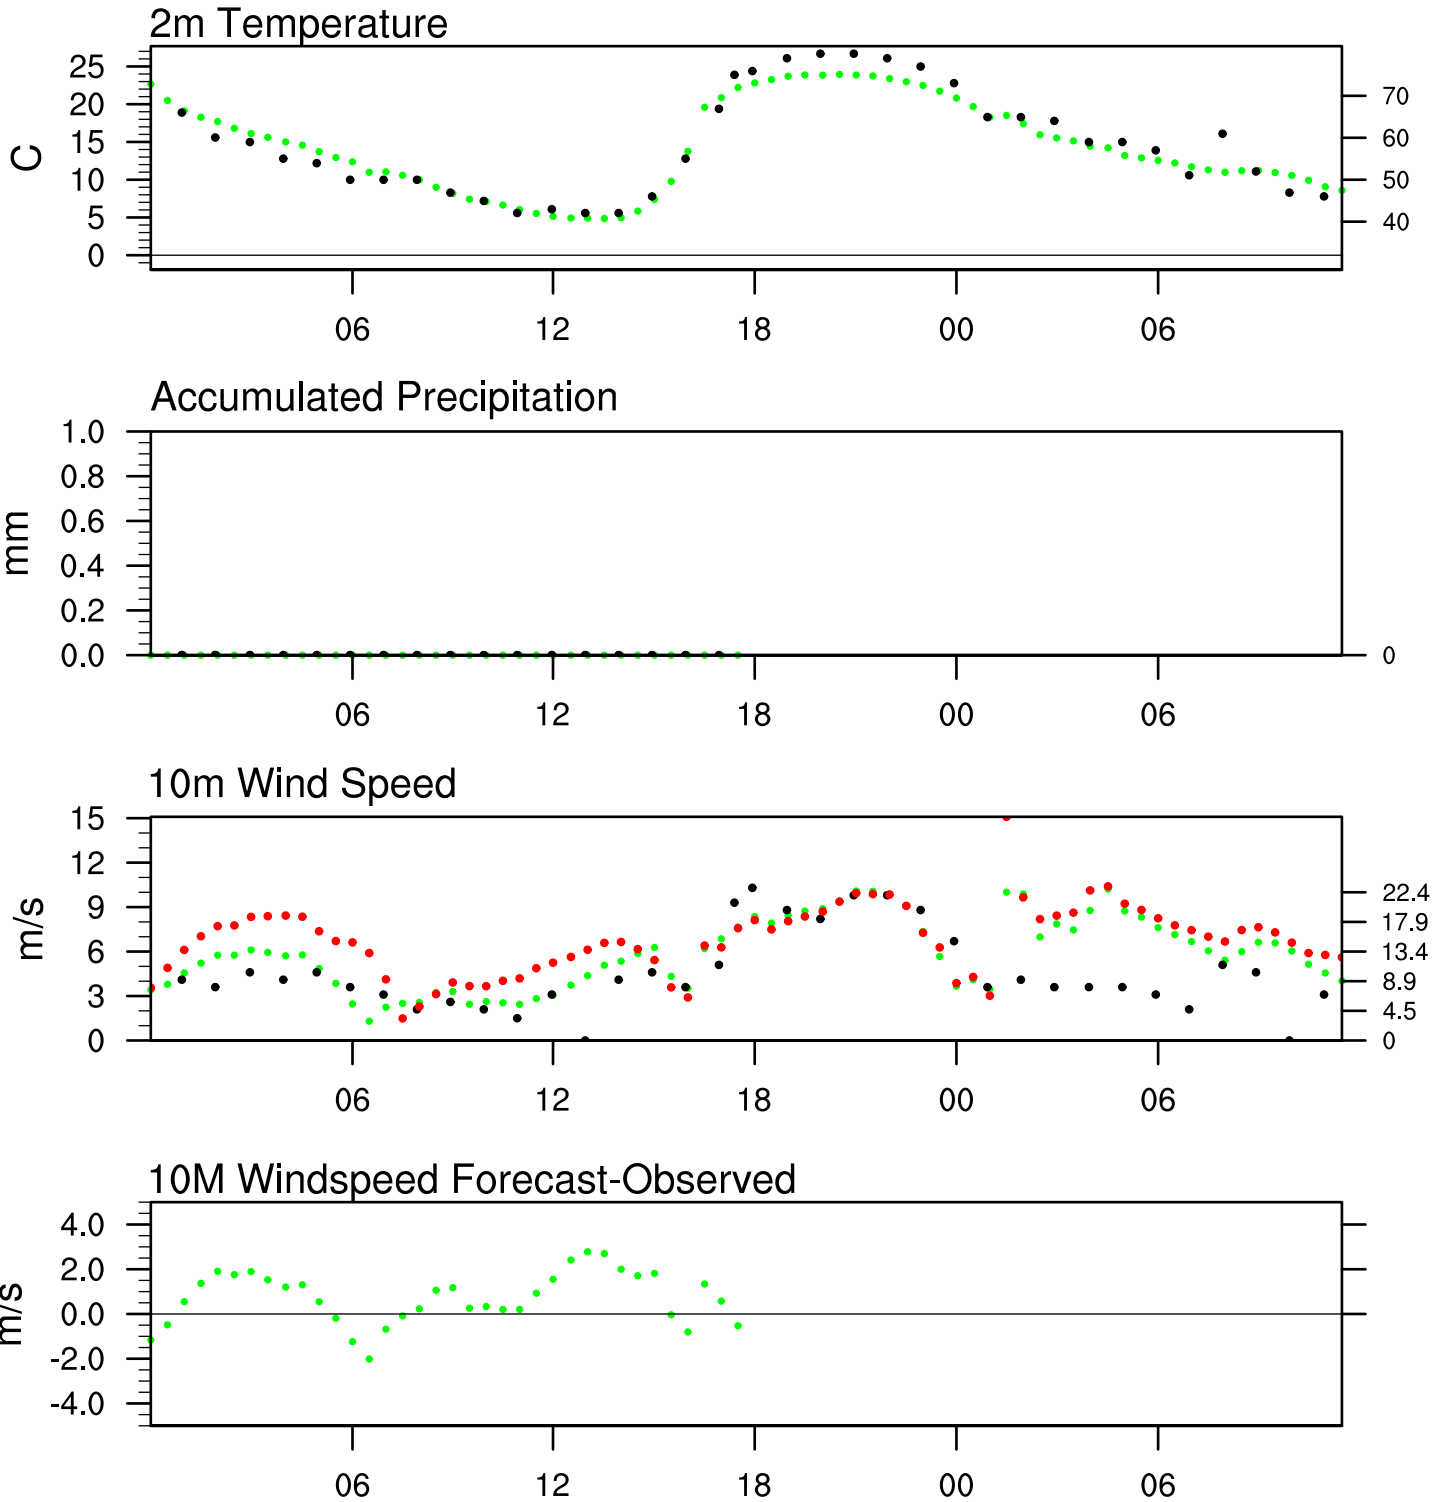 2m Temperature
25
20
15
10
5
0
C
70
60
50
40
06 12 18 00 06
Accumulated Precipitation
1.0
0.8
0.6
0.4
0.2
0.0
mm
0
06 12 18 00 06
10m Wind Speed
15
12
9
6
3
0
m/s
22.4
17.9
13.4
8.9
4.5
0
06 12 18 00 06
10M Windspeed Forecast-Observed
4.0
2.0
0.0
-2.0
-4.0
m/s
06 12 18 00 06